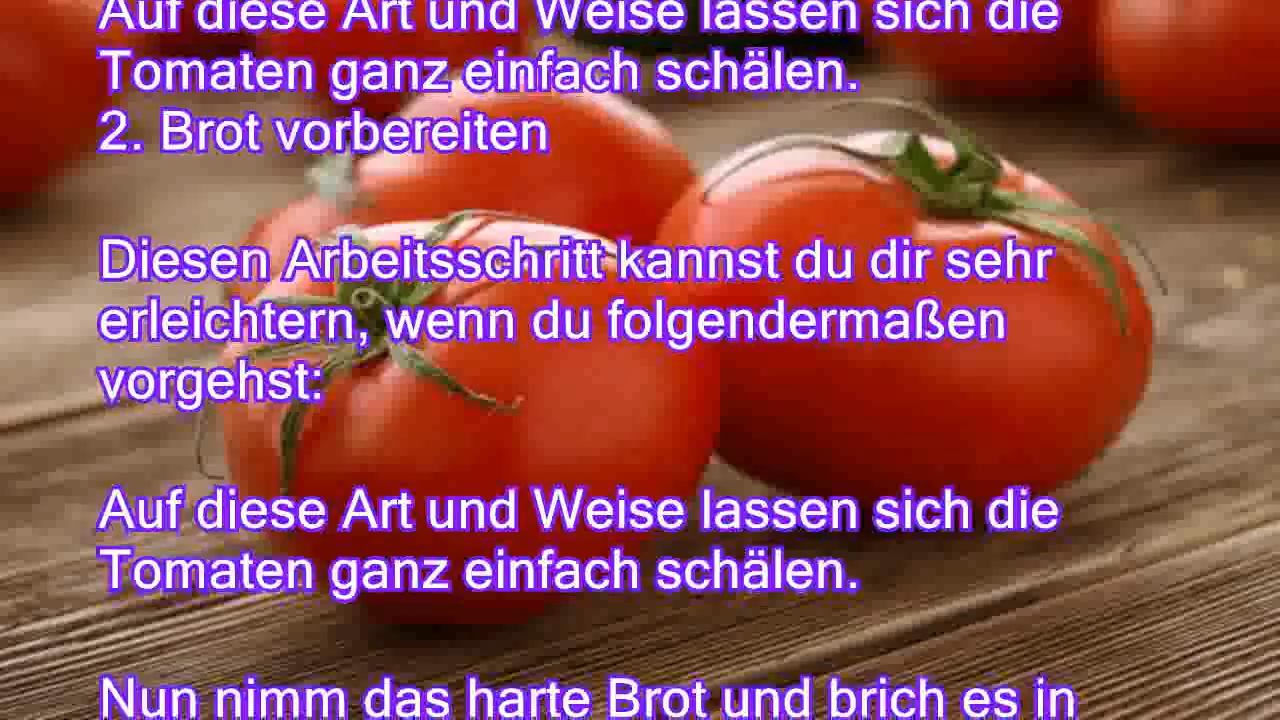 Auf diese Art und Weise lassen sich die
Tomaten ganz einfach schälen.
2. Brot vorbereiten
Diesen Arbeitsschritt kannst du dir sehr
erleichtern, wenn du folgendermaßen
vorgehst:
Auf diese Art und Weise lassen sich die
Tomaten ganz einfach schälen.
Nun nimm das harte Brot und brich es in